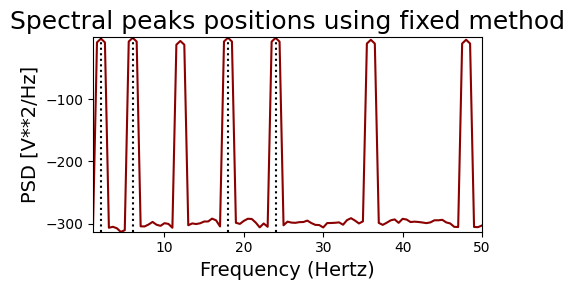 Spectral peaks positions using fixed method
PSD [V**2/Hz]
−100
−200
−300
10
20
30
40
50
Frequency (Hertz)